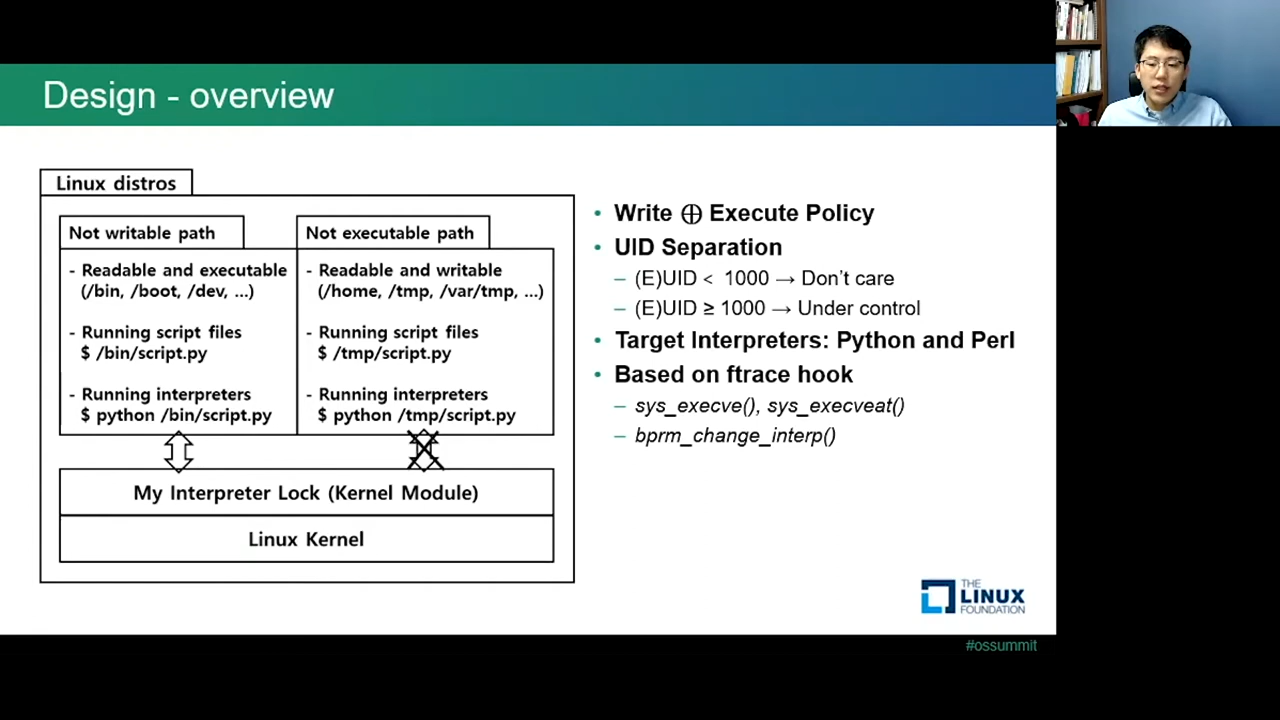 Design - overview
Linux distros
Not writable path
- Readable and executable
(/bin, /boot, /dev, ...)
- Running script files
$ /bin/script.py
- Running interpreters
$ python /bin/script.py
Not executable path
- Readable and writable
(/home, /tmp, /var/tmp, ...)
- Running script files
$ /tmp/script.py
- Running interpreters
$ python /tmp/script.py
My Interpreter Lock (Kernel Module)
Linux Kernel
• Write ⊕ Execute Policy
• UID Separation
– (E)UID < 1000 → Don't care
– (E)UID ≥ 1000 → Under control
• Target Interpreters: Python and Perl
• Based on ftrace hook
– sys_execve(), sys_execveat()
– bprm_change_interp()
THE
LINUX
FOUNDATION
#ossummit